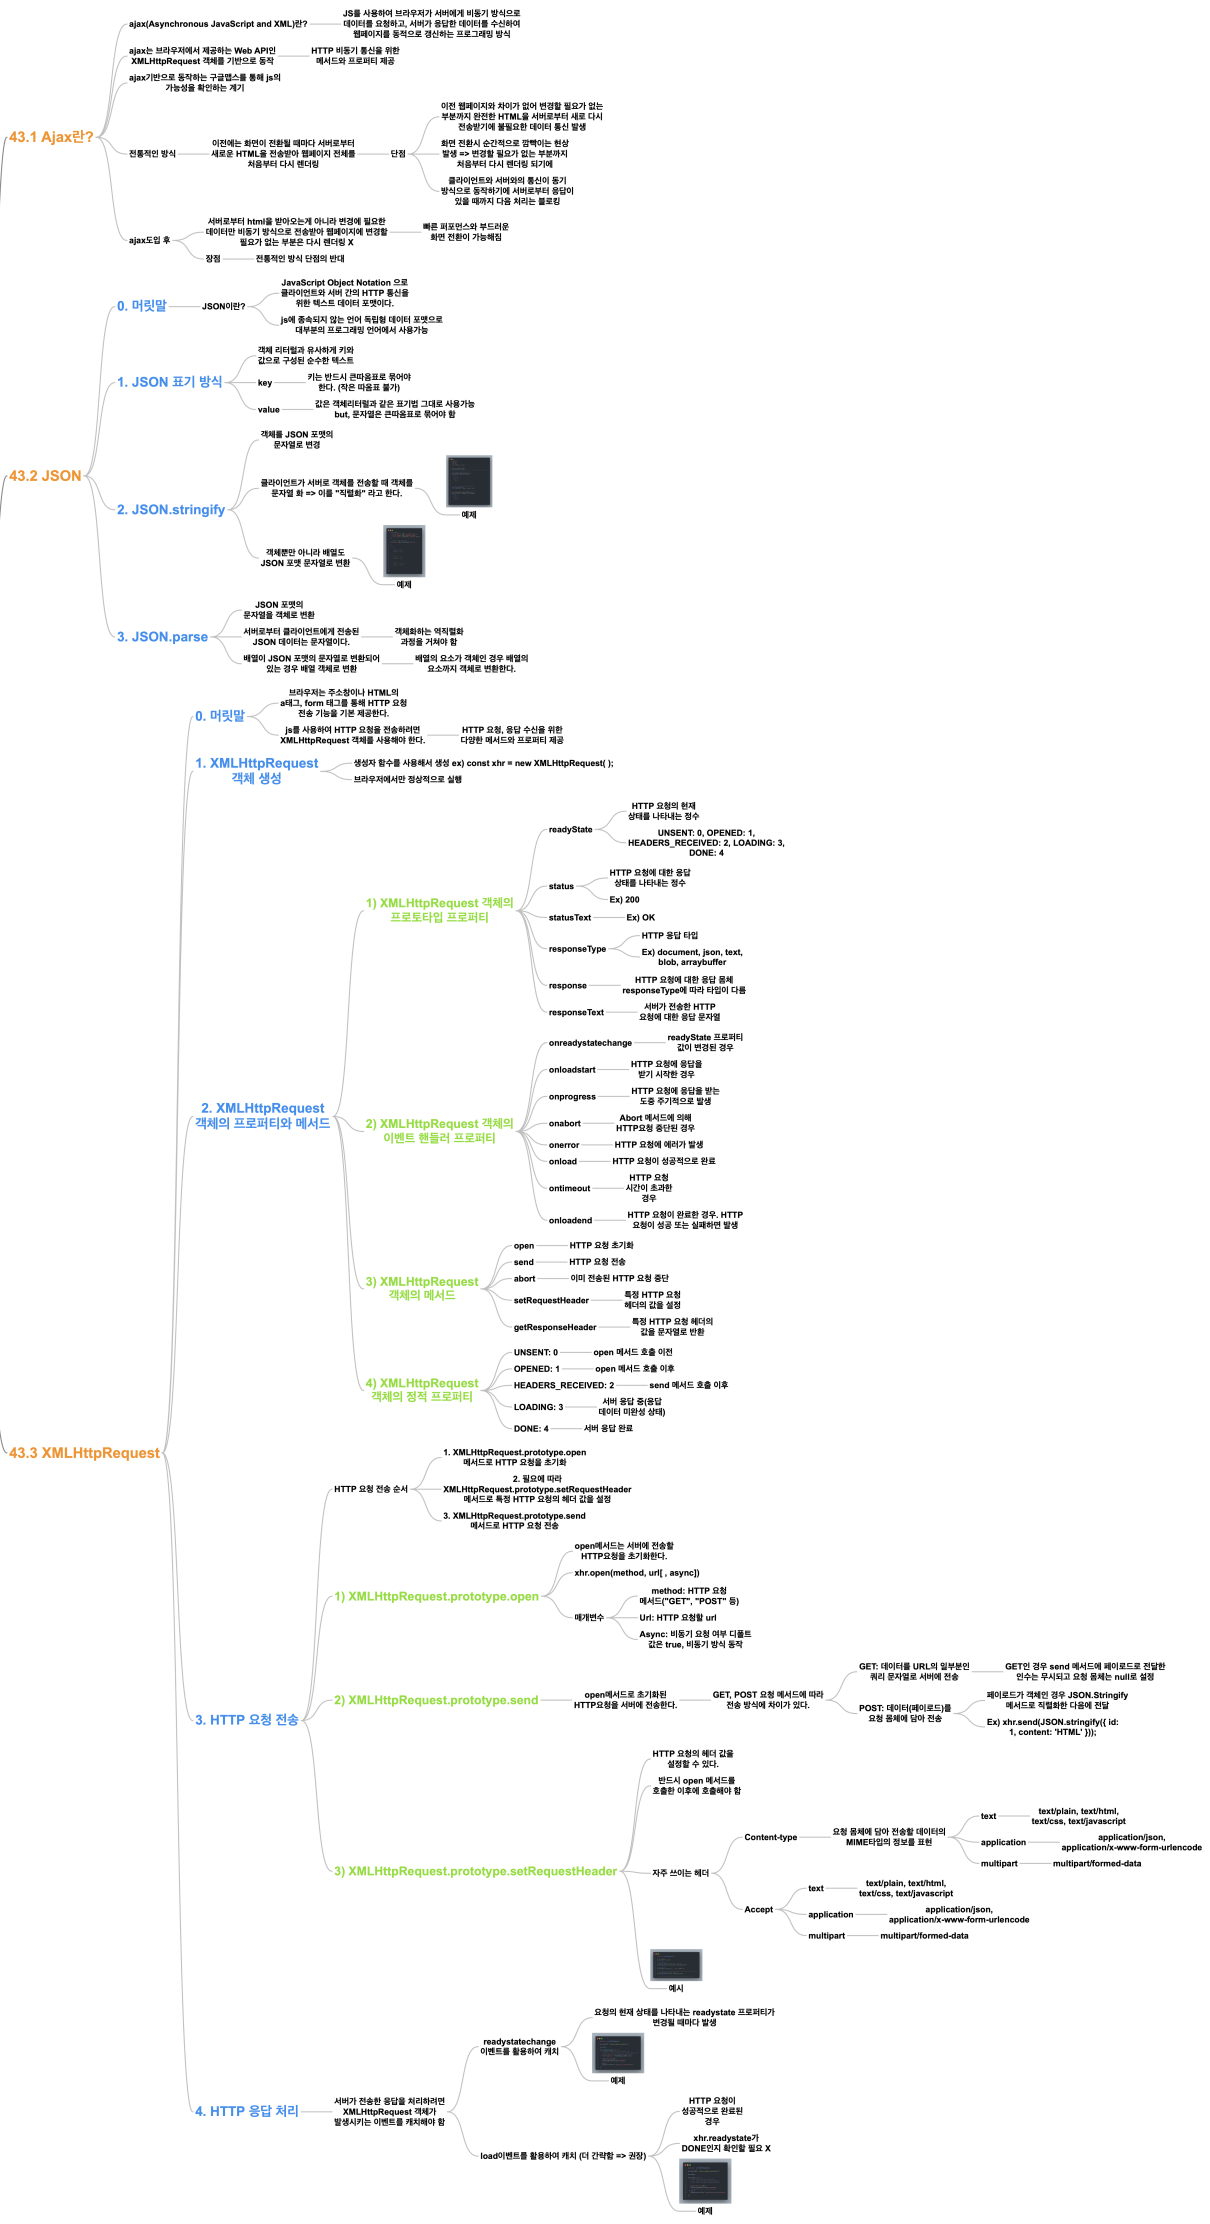 43.1 Ajax란?
ajax(Asynchronous JavaScript and XML)란?
JS를 사용하여 브라우저가 서버에게 비동기 방식으로
데이터를 요청하고, 서버가 응답한 데이터를 수신하여
웹페이지를 동적으로 갱신하는 프로그래밍 방식
ajax는 브라우저에서 제공하는 Web API인
XMLHttpRequest 객체를 기반으로 동작
HTTP 비동기 통신을 위한
메서드와 프로퍼티 제공
ajax기반으로 동작하는 구글맵스를 통해 js의
가능성을 확인하는 계기
전통적인 방식
이전에는 화면이 전환될 때마다 서버로부터
새로운 HTML을 전송받아 웹페이지 전체를
처음부터 다시 렌더링
단점
이전 웹페이지와 차이가 없어 변경할 필요가 없는
부분까지 완전한 HTML을 서버로부터 새로 다시
전송받기에 불필요한 데이터 통신 발생
화면 전환시 순간적으로 깜빡이는 현상
발생 => 변경할 필요가 없는 부분까지
처음부터 다시 렌더링 되기에
클라이언트와 서버와의 통신이 동기
방식으로 동작하기에 서버로부터 응답이
있을 때까지 다음 처리는 블로킹
ajax도입 후
서버로부터 html을 받아오는게 아니라 변경에 필요한
데이터만 비동기 방식으로 전송받아 웹페이지에 변경할
필요가 없는 부분은 다시 렌더링 X
빠른 퍼포먼스와 부드러운
화면 전환이 가능해짐
장점
전통적인 방식 단점의 반대
43.2 JSON
0. 머릿말
JSON이란?
JavaScript Object Notation 으로
클라이언트와 서버 간의 HTTP 통신을
위한 텍스트 데이터 포맷이다.
js에 종속되지 않는 언어 독립형 데이터 포맷으로
대부분의 프로그래밍 언어에서 사용가능
1. JSON 표기 방식
객체 리터럴과 유사하게 키와
값으로 구성된 순수한 텍스트
key
키는 반드시 큰따옴표로 묶어야
한다. (작은 따옴표 불가)
value
값은 객체리터럴과 같은 표기법 그대로 사용가능
but, 문자열은 큰따옴표로 묶어야 함
2. JSON.stringify
객체를 JSON 포맷의
문자열로 변경
클라이언트가 서버로 객체를 전송할 때 객체를
문자열 화 => 이를 "직렬화" 라고 한다.
예제
객체뿐만 아니라 배열도
JSON 포맷 문자열로 변환
예제
3. JSON.parse
JSON 포맷의
문자열을 객체로 변환
서버로부터 클라이언트에게 전송된
JSON 데이터는 문자열이다.
객체화하는 역직렬화
과정을 거쳐야 함
배열이 JSON 포맷의 문자열로 변환되어
있는 경우 배열 객체로 변환
배열의 요소가 객체인 경우 배열의
요소까지 객체로 변환한다.
43.3 XMLHttpRequest
0. 머릿말
브라우저는 주소창이나 HTML의
a태그, form 태그를 통해 HTTP 요청
전송 기능을 기본 제공한다.
js를 사용하여 HTTP 요청을 전송하려면
XMLHttpRequest 객체를 사용해야 한다.
HTTP 요청, 응답 수신을 위한
다양한 메서드와 프로퍼티 제공
1. XMLHttpRequest
객체 생성
생성자 함수를 사용해서 생성 ex) const xhr = new XMLHttpRequest( );
브라우저에서만 정상적으로 실행
2. XMLHttpRequest
객체의 프로퍼티와 메서드
1) XMLHttpRequest 객체의
프로토타입 프로퍼티
readyState
HTTP 요청의 현재
상태를 나타내는 정수
UNSENT: 0, OPENED: 1,
HEADERS_RECEIVED: 2, LOADING: 3,
DONE: 4
status
HTTP 요청에 대한 응답
상태를 나타내는 정수
Ex) 200
statusText
Ex) OK
responseType
HTTP 응답 타입
Ex) document, json, text,
blob, arraybuffer
response
HTTP 요청에 대한 응답 몸체
responseType에 따라 타입이 다름
responseText
서버가 전송한 HTTP
요청에 대한 응답 문자열
2) XMLHttpRequest 객체의
이벤트 핸들러 프로퍼티
onreadystatechange
readyState 프로퍼티
값이 변경된 경우
onloadstart
HTTP 요청에 응답을
받기 시작한 경우
onprogress
HTTP 요청에 응답을 받는
도중 주기적으로 발생
onabort
Abort 메서드에 의해
HTTP요청 중단된 경우
onerror
HTTP 요청에 에러가 발생
onload
HTTP 요청이 성공적으로 완료
ontimeout
HTTP 요청
시간이 초과한
경우
onloadend
HTTP 요청이 완료한 경우. HTTP
요청이 성공 또는 실패하면 발생
3) XMLHttpRequest
객체의 메서드
open
HTTP 요청 초기화
send
HTTP 요청 전송
abort
이미 전송된 HTTP 요청 중단
setRequestHeader
특정 HTTP 요청
헤더의 값을 설정
getResponseHeader
특정 HTTP 요청 헤더의
값을 문자열로 반환
4) XMLHttpRequest
객체의 정적 프로퍼티
UNSENT: 0
open 메서드 호출 이전
OPENED: 1
open 메서드 호출 이후
HEADERS_RECEIVED: 2
send 메서드 호출 이후
LOADING: 3
서버 응답 중(응답
데이터 미완성 상태)
DONE: 4
서버 응답 완료
3. HTTP 요청 전송
HTTP 요청 전송 순서
1. XMLHttpRequest.prototype.open
메서드로 HTTP 요청을 초기화
2. 필요에 따라
XMLHttpRequest.prototype.setRequestHeader
메서드로 특정 HTTP 요청의 헤더 값을 설정
3. XMLHttpRequest.prototype.send
메서드로 HTTP 요청 전송
1) XMLHttpRequest.prototype.open
open메서드는 서버에 전송할
HTTP요청을 초기화한다.
xhr.open(method, url[ , async])
매개변수
method: HTTP 요청
메서드("GET", "POST" 등)
Url: HTTP 요청할 url
Async: 비동기 요청 여부 디폴트
값은 true, 비동기 방식 동작
2) XMLHttpRequest.prototype.send
open메서드로 초기화된
HTTP요청을 서버에 전송한다.
GET, POST 요청 메서드에 따라
전송 방식에 차이가 있다.
GET: 데이터를 URL의 일부분인
쿼리 문자열로 서버에 전송
GET인 경우 send 메서드에 페이로드로 전달한
인수는 무시되고 요청 몸체는 null로 설정
POST: 데이터(페이로드)를
요청 몸체에 담아 전송
페이로드가 객체인 경우 JSON.Stringify
메서드로 직렬화한 다음에 전달
Ex) xhr.send(JSON.stringify({ id:
1, content: 'HTML' }));
3) XMLHttpRequest.prototype.setRequestHeader
HTTP 요청의 헤더 값을
설정할 수 있다.
반드시 open 메서드를
호출한 이후에 호출해야 함
자주 쓰이는 헤더
Content-type
요청 몸체에 담아 전송할 데이터의
MIME타입의 정보를 표현
text
text/plain, text/html,
text/css, text/javascript
application
application/json,
application/x-www-form-urlencode
multipart
multipart/formed-data
Accept
text
text/plain, text/html,
text/css, text/javascript
application
application/json,
application/x-www-form-urlencode
multipart
multipart/formed-data
예시
4. HTTP 응답 처리
서버가 전송한 응답을 처리하려면
XMLHttpRequest 객체가
발생시키는 이벤트를 캐치해야 함
readystatechange
이벤트를 활용하여 캐치
요청의 현재 상태를 나타내는 readystate 프로퍼티가
변경될 때마다 발생
예제
load이벤트를 활용하여 캐치 (더 간략함 => 권장)
HTTP 요청이
성공적으로 완료된
경우
xhr.readystate가
DONE인지 확인할 필요 X
예제